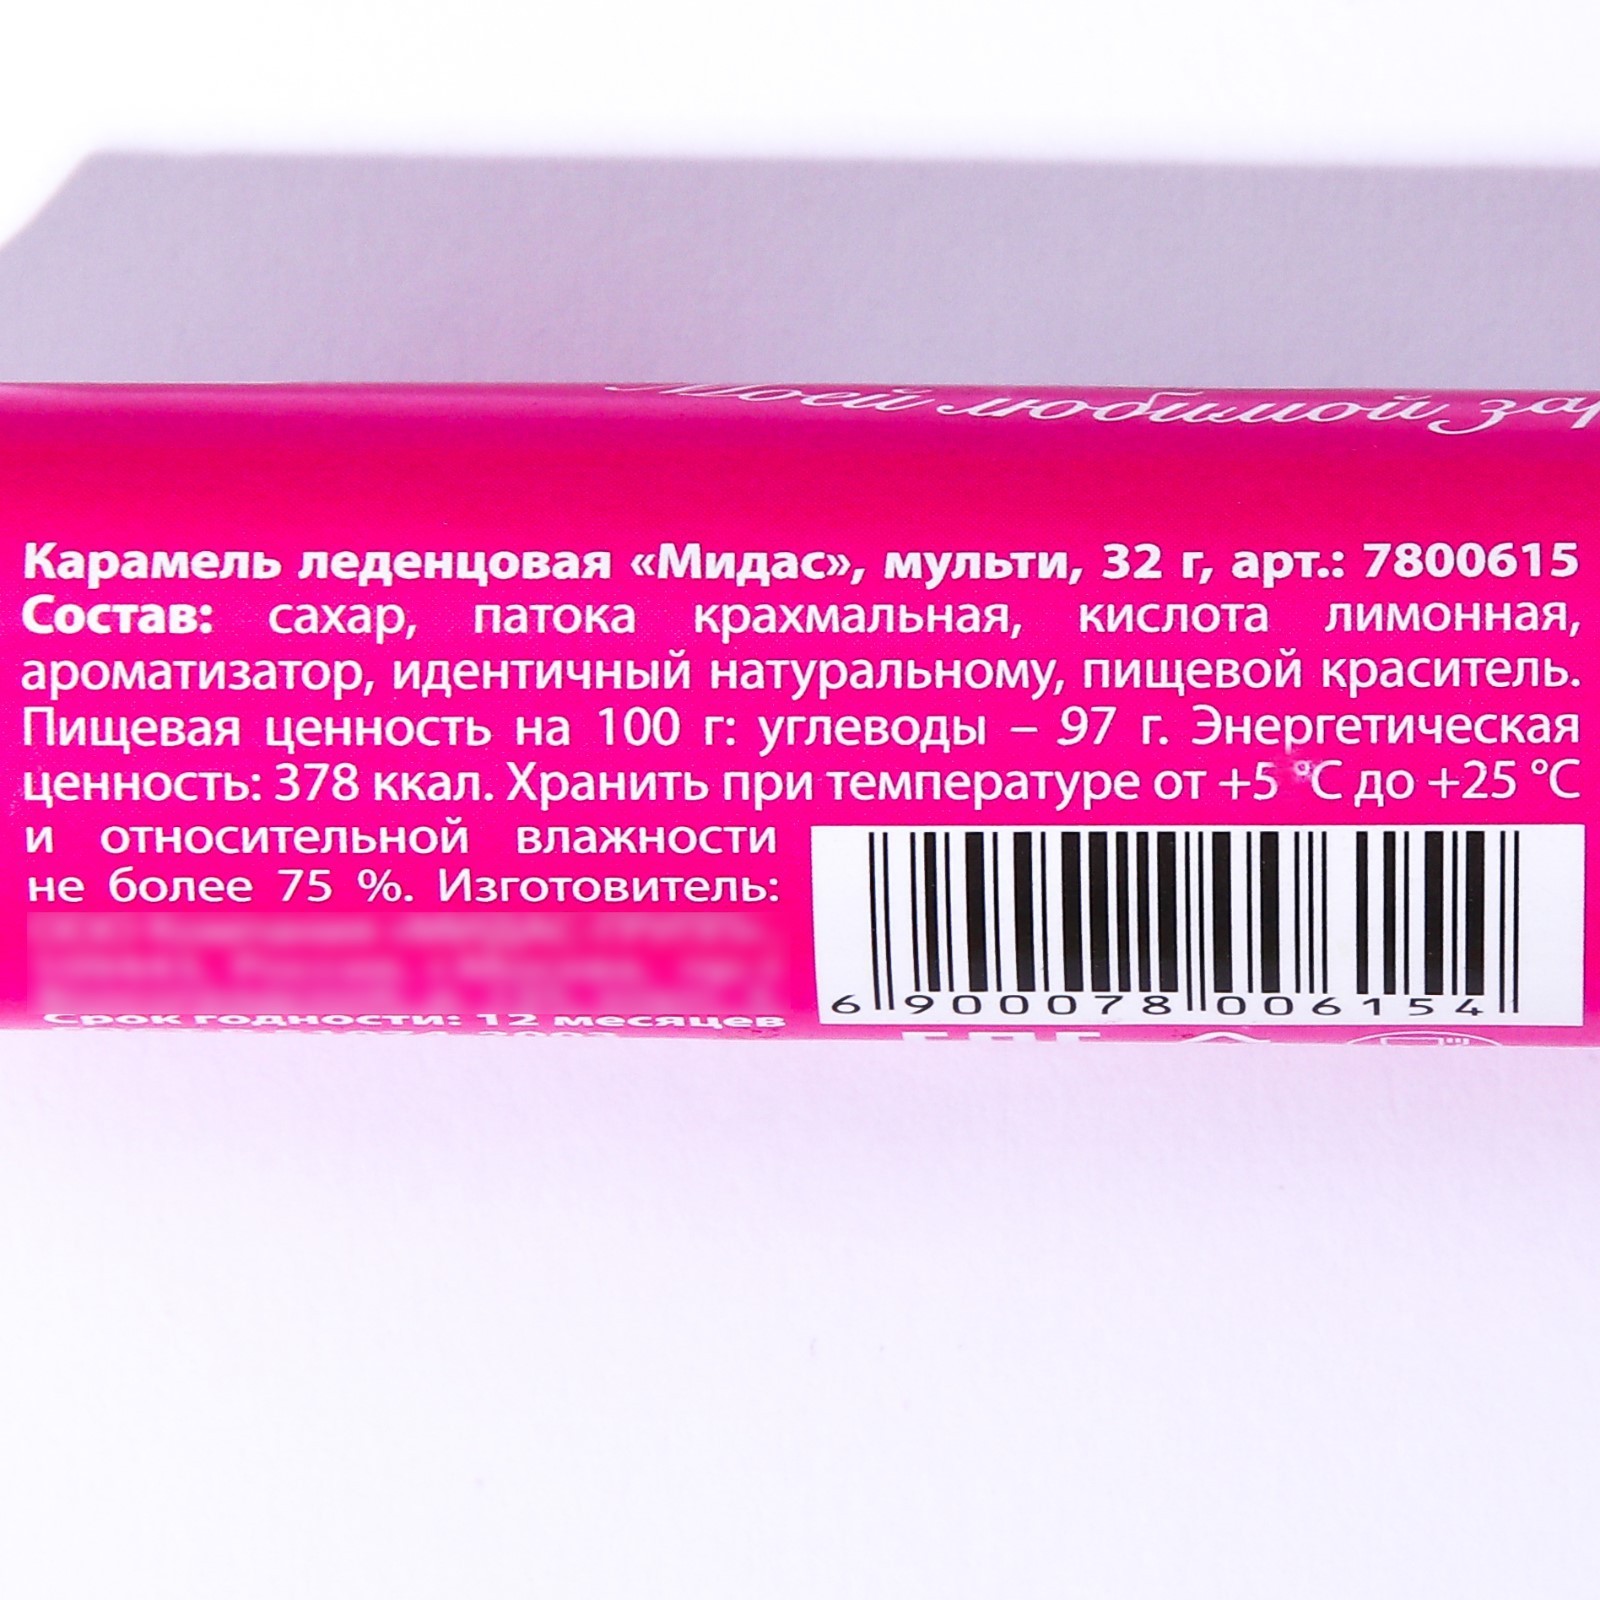 Моей любимой
Карамель леденцовая «Мидас», мульти, 32 г, арт.: 7800615
Состав: сахар, патока крахмальная, кислота лимонная,
ароматизатор, идентичный натуральному, пищевой краситель.
Пищевая ценность на 100 г: углеводы – 97 г. Энергетическая
ценность: 378 ккал. Хранить при температуре от +5 °С до +25 °С
и относительной влажности
не более 75 %. Изготовитель:
Срок годности: 12 месяцев
6 900078 006154